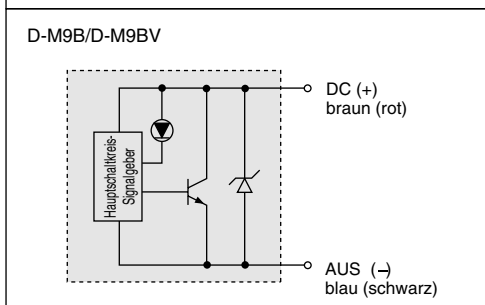 D-M9B/D-M9BV
DC (+)
braun (rot)
Hauptschaltkreis-
Signalgeber
AUS (–)
blau (schwarz)